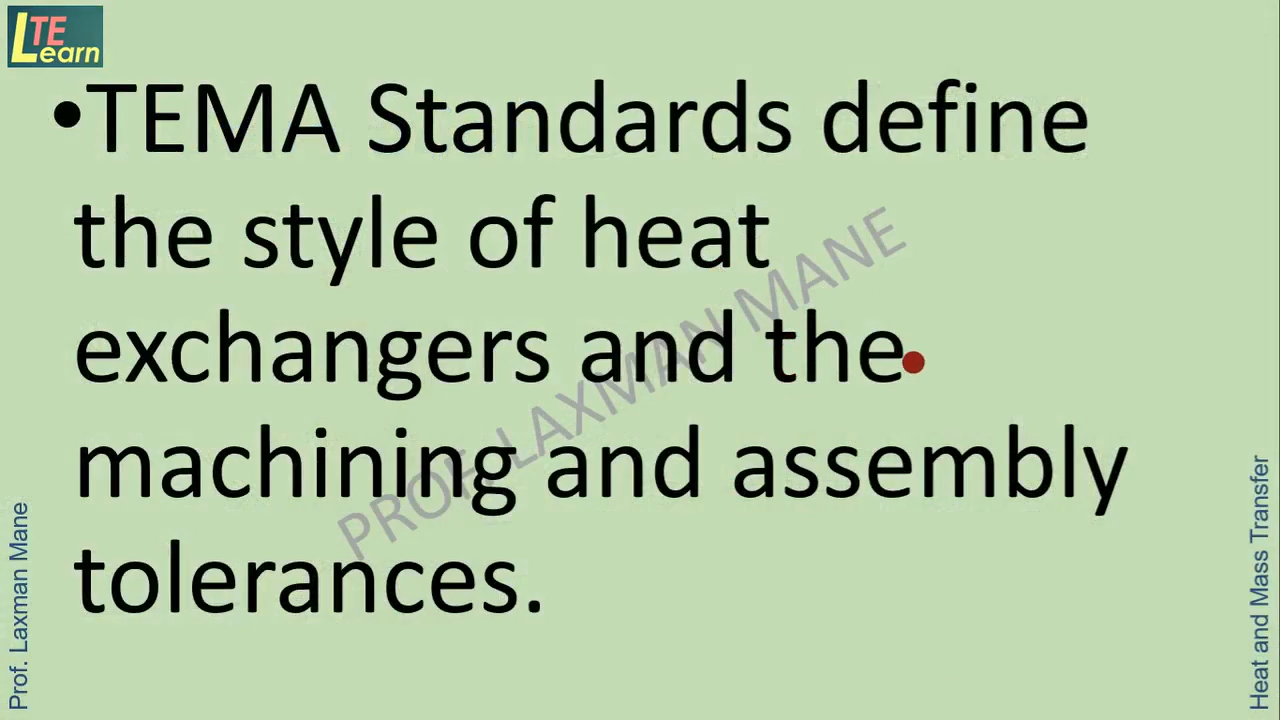 LTE
Learn
•TEMA Standards define
the style of heat
exchangers and the
machining and assembly
tolerances.
PROF. LAXMAN MANE
Prof. Laxman Mane
Heat and Mass Transfer